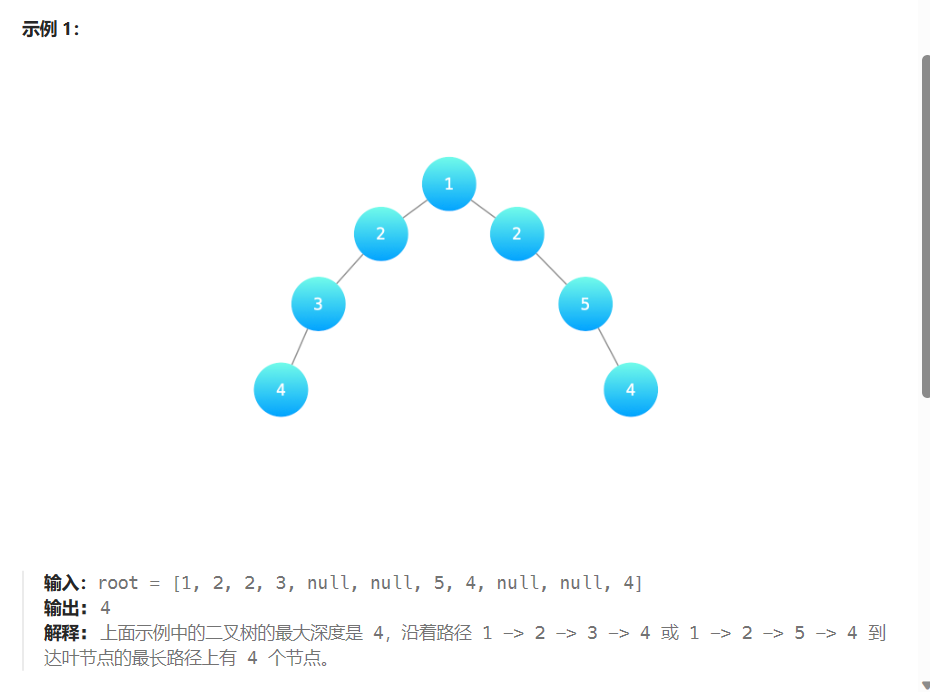 示例 1：
1
2 2
3 5
4 4
输入：root = [1, 2, 2, 3, null, null, 5, 4, null, null, 4]
输出：4
解释：上面示例中的二叉树的最大深度是 4，沿着路径 1 -> 2 -> 3 -> 4 或 1 -> 2 -> 5 -> 4 到
达叶节点的最长路径上有 4 个节点。